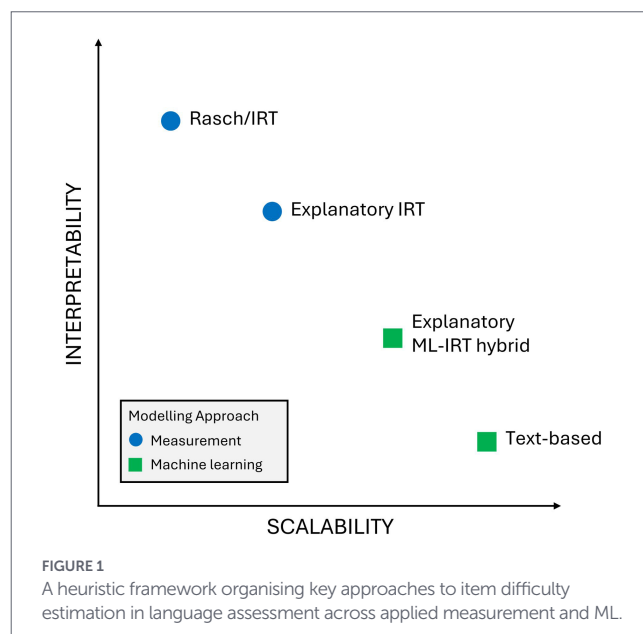 INTERPRETABILITY
Rasch/IRT
Explanatory IRT
Explanatory
ML-IRT hybrid
Text-based
Modelling Approach
Measurement
Machine learning
SCALABILITY
FIGURE 1
A heuristic framework organising key approaches to item difficulty
estimation in language assessment across applied measurement and ML.